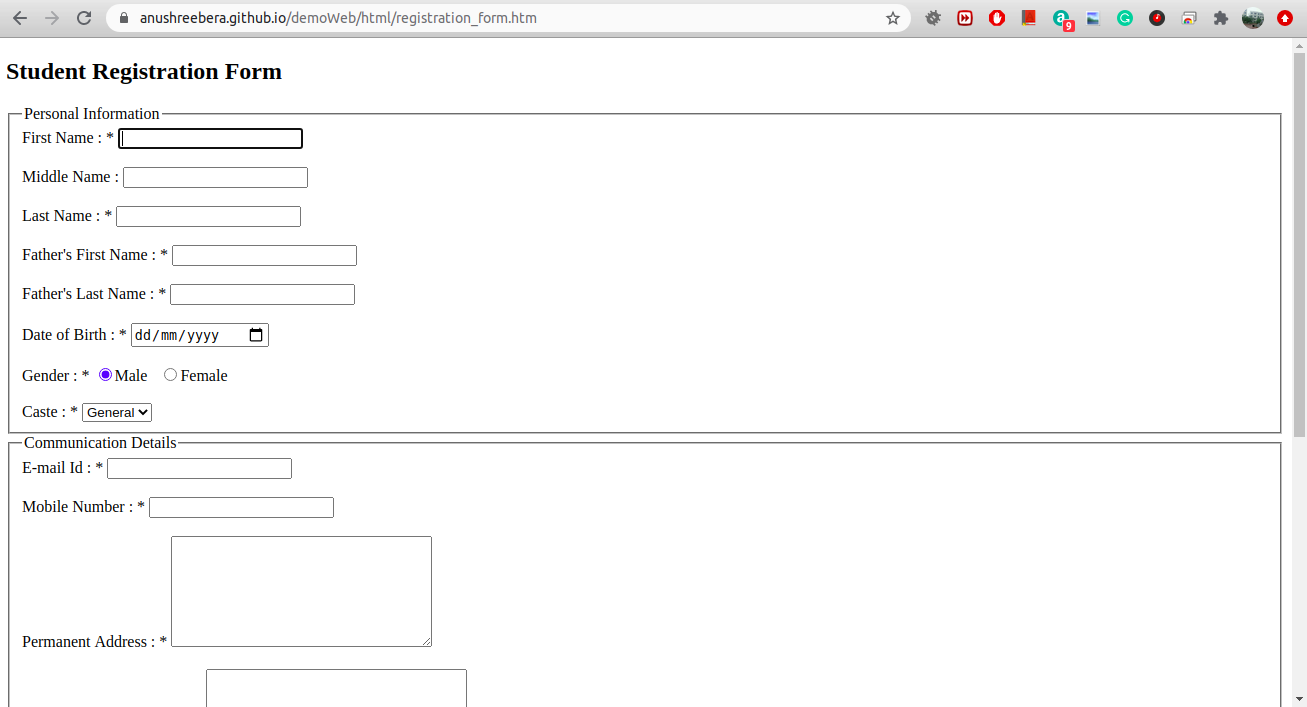 anushreebera.github.io/demoWeb/html/registration_form.htm
9
Student Registration Form
Personal Information
First Name : *
Middle Name :
Last Name : *
Father's First Name : *
Father's Last Name : *
Date of Birth : * dd/mm/yyyy
Gender : * Male Female
Caste : * General
Communication Details
E-mail Id : *
Mobile Number : *
Permanent Address : *